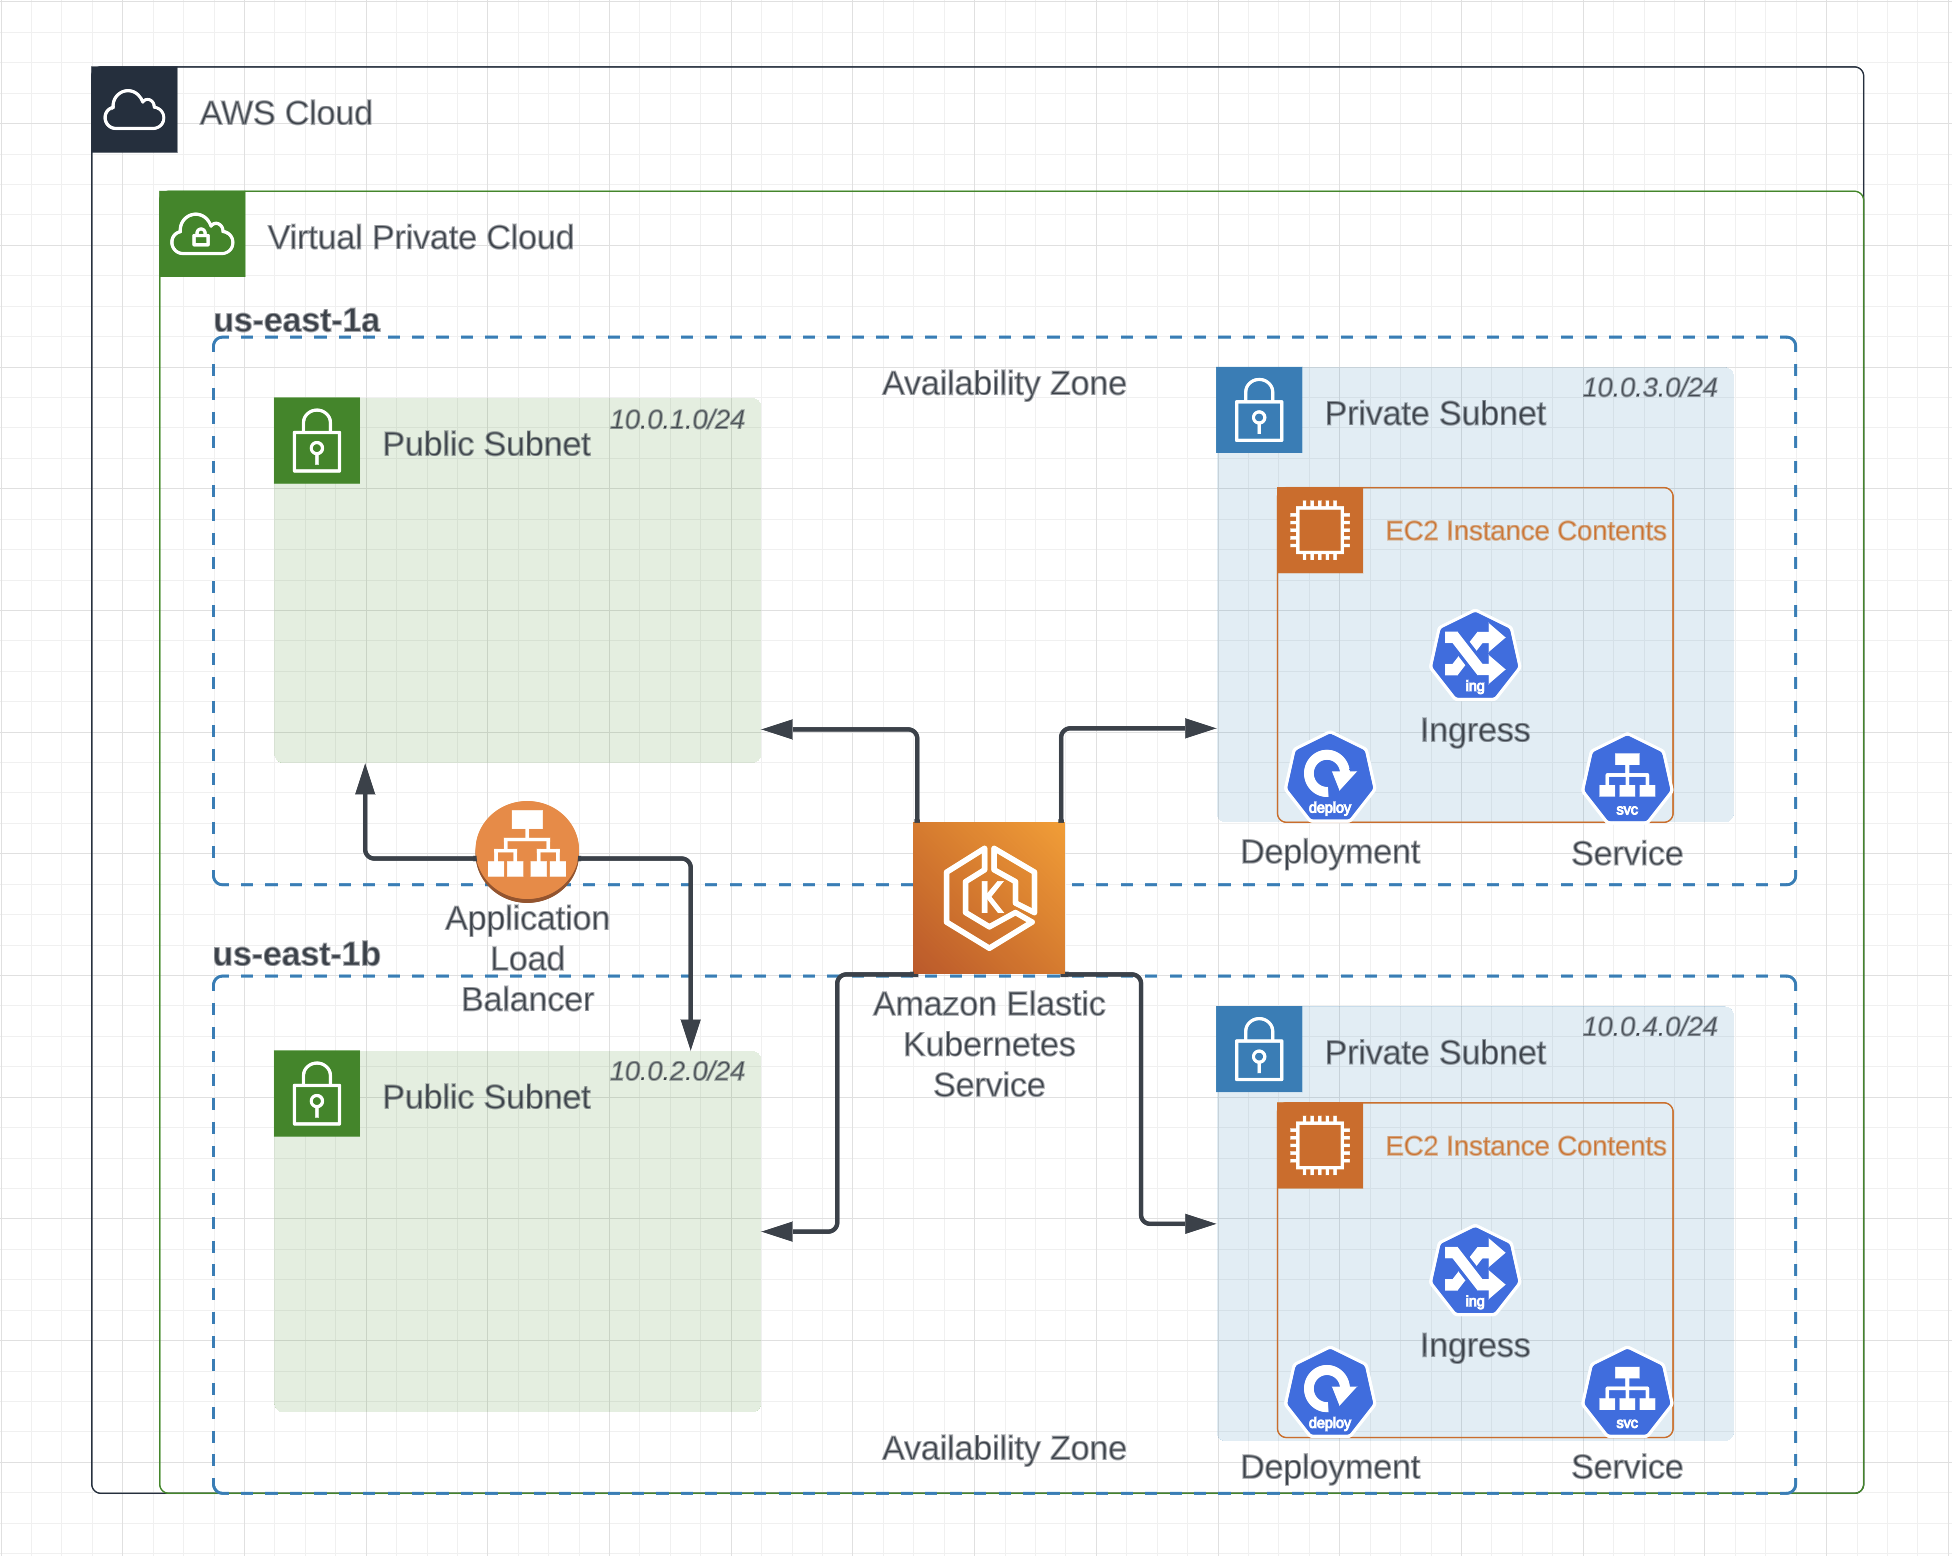 AWS Cloud
Virtual Private Cloud
us-east-1a
Availability Zone
Public Subnet
10.0.1.0/24
Private Subnet
10.0.3.0/24
EC2 Instance Contents
ing
Ingress
deploy
Deployment
svc
Service
Application
Load
Balancer
K
Amazon Elastic
Kubernetes
Service
us-east-1b
Public Subnet
10.0.2.0/24
Private Subnet
10.0.4.0/24
EC2 Instance Contents
ing
Ingress
deploy
Deployment
svc
Service
Availability Zone